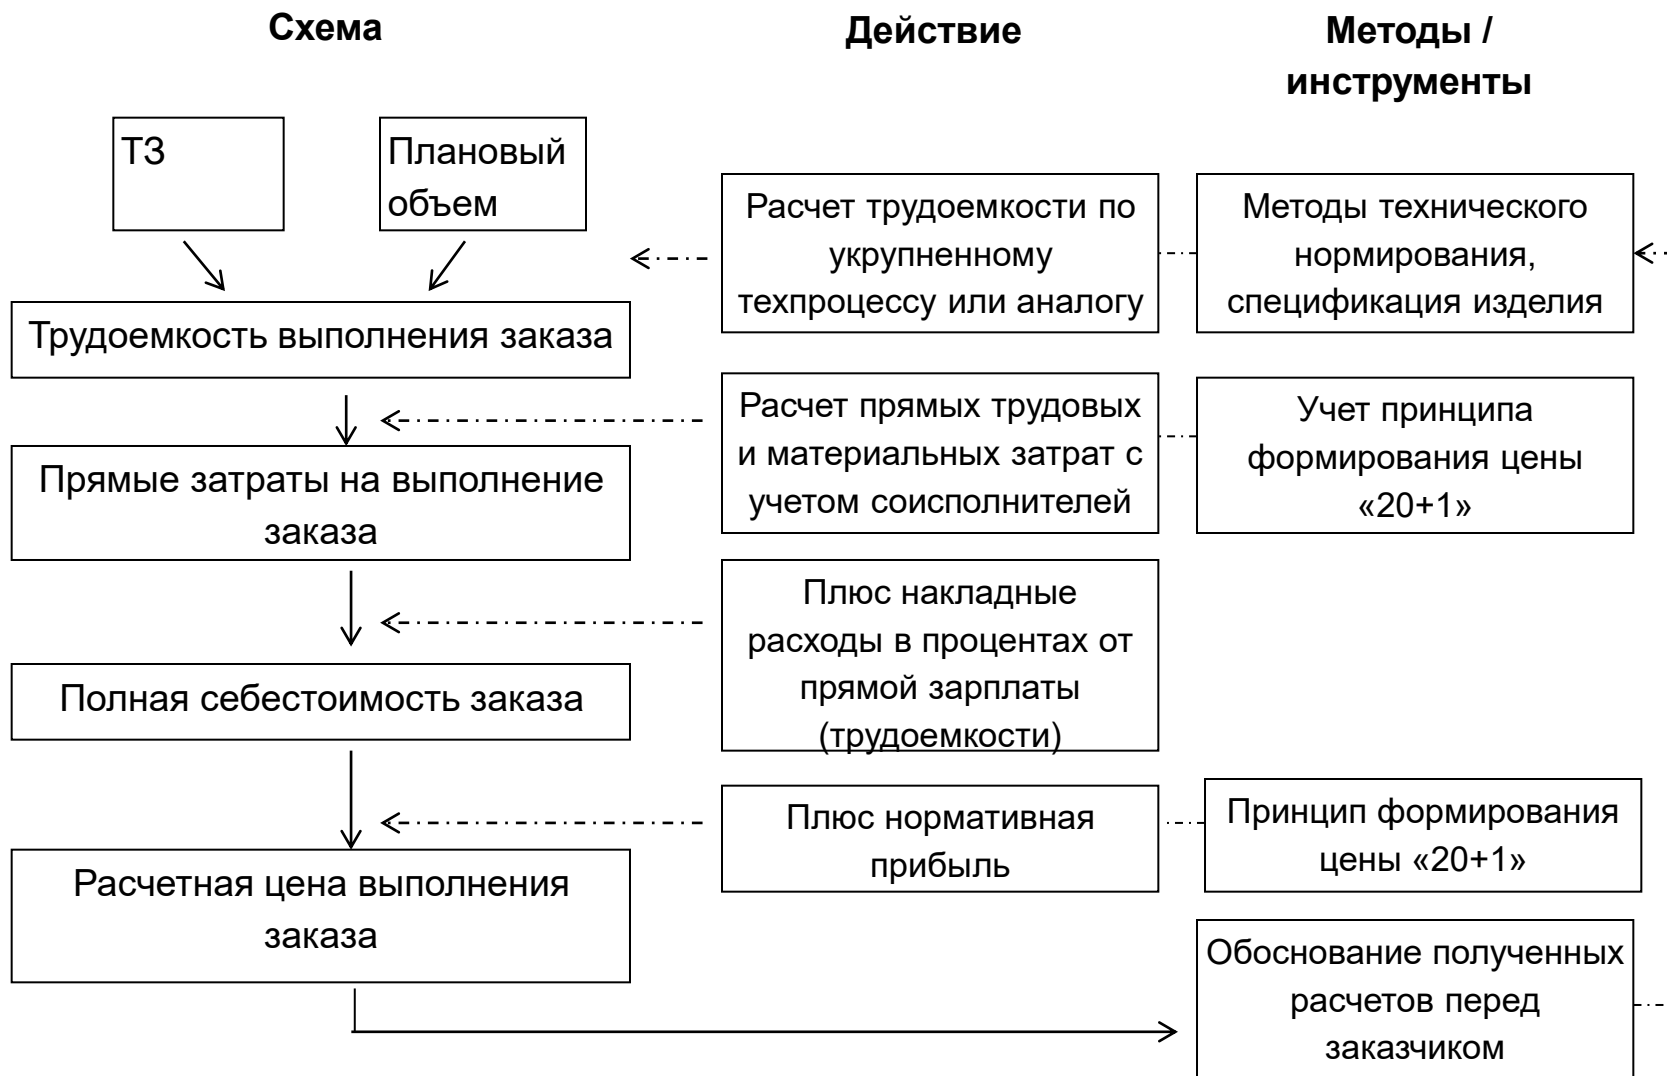 Схема
Действие
Методы /
инструменты
ТЗ
Плановый
объем
Расчет трудоемкости по
укрупненному
техпроцессу или аналогу
Методы технического
нормирования,
спецификация изделия
Трудоемкость выполнения заказа
Расчет прямых трудовых
и материальных затрат с
учетом соисполнителей
Учет принципа
формирования цены
«20+1»
Прямые затраты на выполнение
заказа
Плюс накладные
расходы в процентах от
прямой зарплаты
(трудоемкости)
Полная себестоимость заказа
Плюс нормативная
прибыль
Принцип формирования
цены «20+1»
Расчетная цена выполнения
заказа
Обоснование полученных
расчетов перед
заказчиком